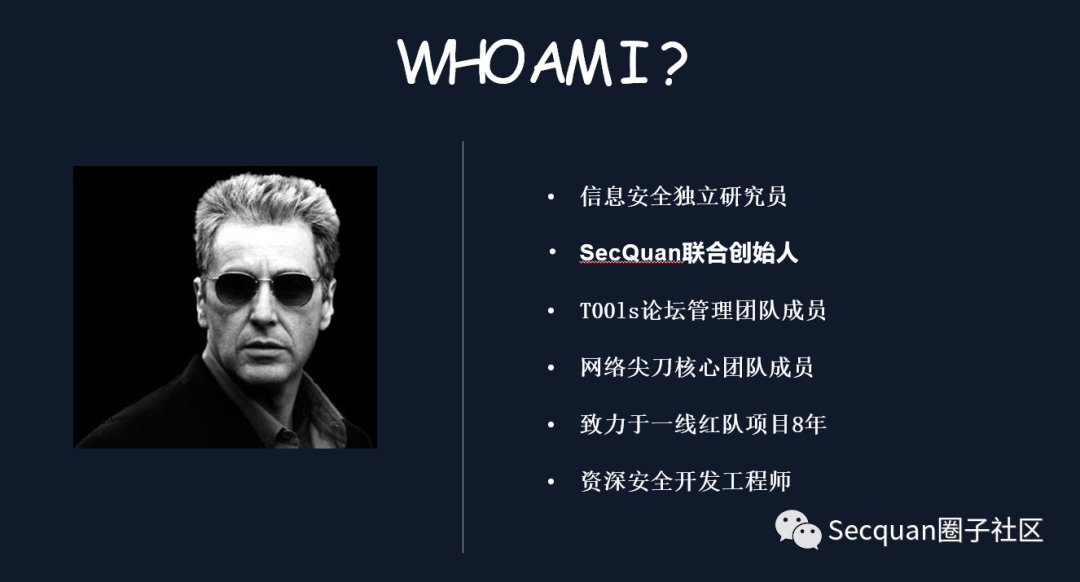 WHOAMI?
• 信息安全独立研究员
• SecQuan联合创始人
• T00ls论坛管理团队成员
• 网络尖刀核心团队成员
• 致力于一线红队项目8年
• 资深安全开发工程师
Secquan圈子社区